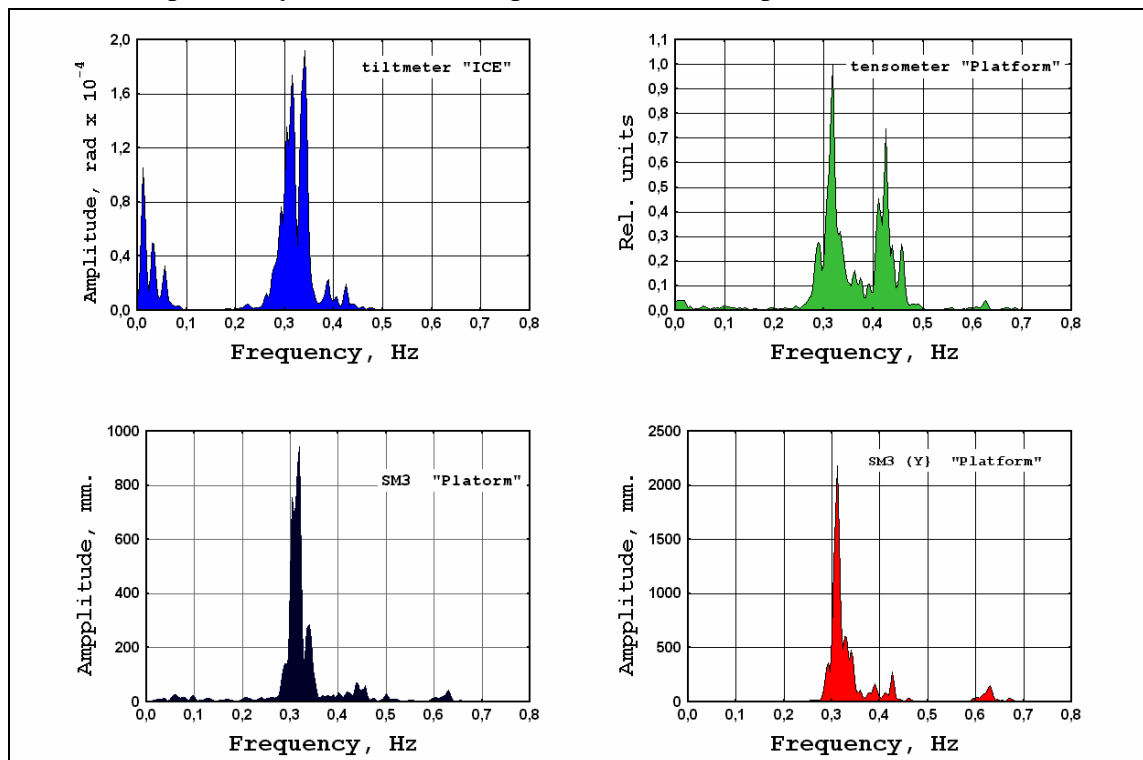 2,0
1,6
1,2
0,8
0,4
0,0
Amplitude, rad x 10⁻⁴
tiltmeter "ICE"
0,0 0,1 0,2 0,3 0,4 0,5 0,6 0,7 0,8
Frequency, Hz
1,1
1,0
0,9
0,8
0,7
0,6
0,5
0,4
0,3
0,2
0,1
0,0
Rel. units
tensometer "Platform"
0,0 0,1 0,2 0,3 0,4 0,5 0,6 0,7 0,8
Frequency, Hz
1000
800
600
400
200
0
Ampplitude, mm.
SM3 "Platorm"
0,0 0,1 0,2 0,3 0,4 0,5 0,6 0,7 0,8
Frequency, Hz
2500
2000
1500
1000
500
0
Ampplitude, mm.
SM3 (Y} "Platform"
0,0 0,1 0,2 0,3 0,4 0,5 0,6 0,7 0,8
Frequency, Hz